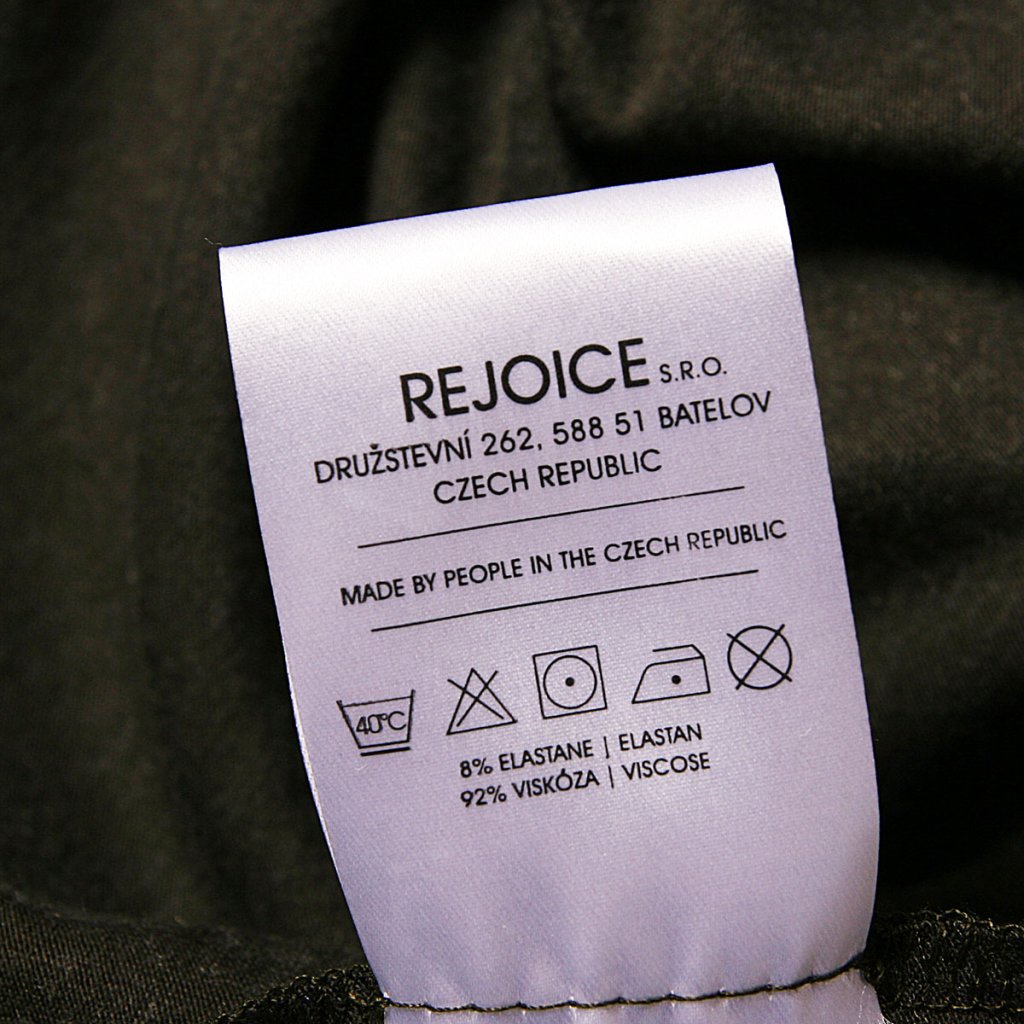 REJOICE S.R.O.
DRUŽSTEVNÍ 262, 588 51 BATELOV
CZECH REPUBLIC
MADE BY PEOPLE IN THE CZECH REPUBLIC
40°C
8% ELASTANE | ELASTAN
92% VISKÓZA | VISCOSE